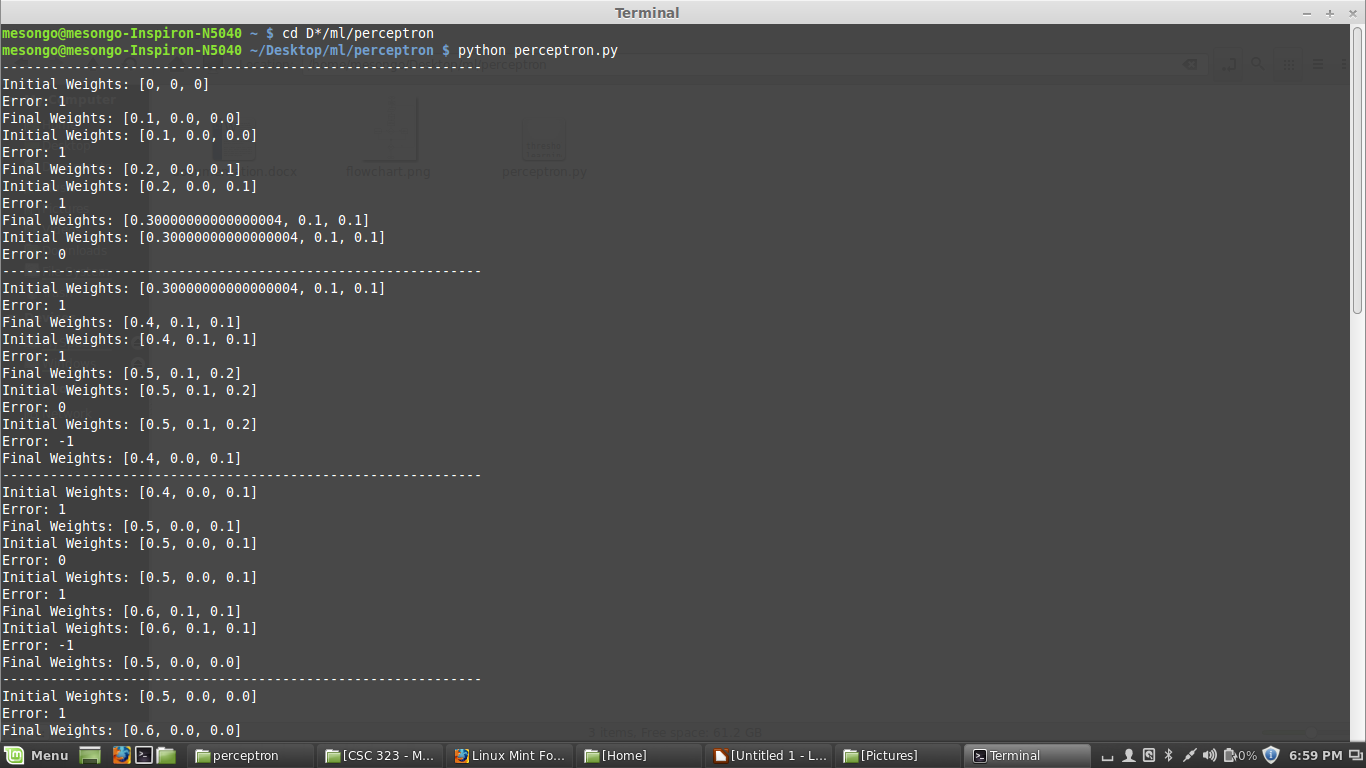 Terminal
mesongo@mesongo-Inspiron-N5040 ~ $ cd D*/ml/perceptron
mesongo@mesongo-Inspiron-N5040 ~/Desktop/ml/perceptron $ python perceptron.py
------------------------------------------------------------
Initial Weights: [0, 0, 0]
Error: 1
Final Weights: [0.1, 0.0, 0.0]
Initial Weights: [0.1, 0.0, 0.0]
Error: 1
Final Weights: [0.2, 0.0, 0.1]
Initial Weights: [0.2, 0.0, 0.1]
Error: 1
Final Weights: [0.30000000000000004, 0.1, 0.1]
Initial Weights: [0.30000000000000004, 0.1, 0.1]
Error: 0
------------------------------------------------------------
Initial Weights: [0.30000000000000004, 0.1, 0.1]
Error: 1
Final Weights: [0.4, 0.1, 0.1]
Initial Weights: [0.4, 0.1, 0.1]
Error: 1
Final Weights: [0.5, 0.1, 0.2]
Initial Weights: [0.5, 0.1, 0.2]
Error: 0
Initial Weights: [0.5, 0.1, 0.2]
Error: -1
Final Weights: [0.4, 0.0, 0.1]
------------------------------------------------------------
Initial Weights: [0.4, 0.0, 0.1]
Error: 1
Final Weights: [0.5, 0.0, 0.1]
Initial Weights: [0.5, 0.0, 0.1]
Error: 0
Initial Weights: [0.5, 0.0, 0.1]
Error: 1
Final Weights: [0.6, 0.1, 0.1]
Initial Weights: [0.6, 0.1, 0.1]
Error: -1
Final Weights: [0.5, 0.0, 0.0]
------------------------------------------------------------
Initial Weights: [0.5, 0.0, 0.0]
Error: 1
Final Weights: [0.6, 0.0, 0.0]
flowchart.png
perceptron.py
3 items, Free space: 61.2 GB
Menu perceptron [CSC 323 - M... Linux Mint Fo... [Home] [Untitled 1 - L... [Pictures] Terminal 0% 6:59 PM